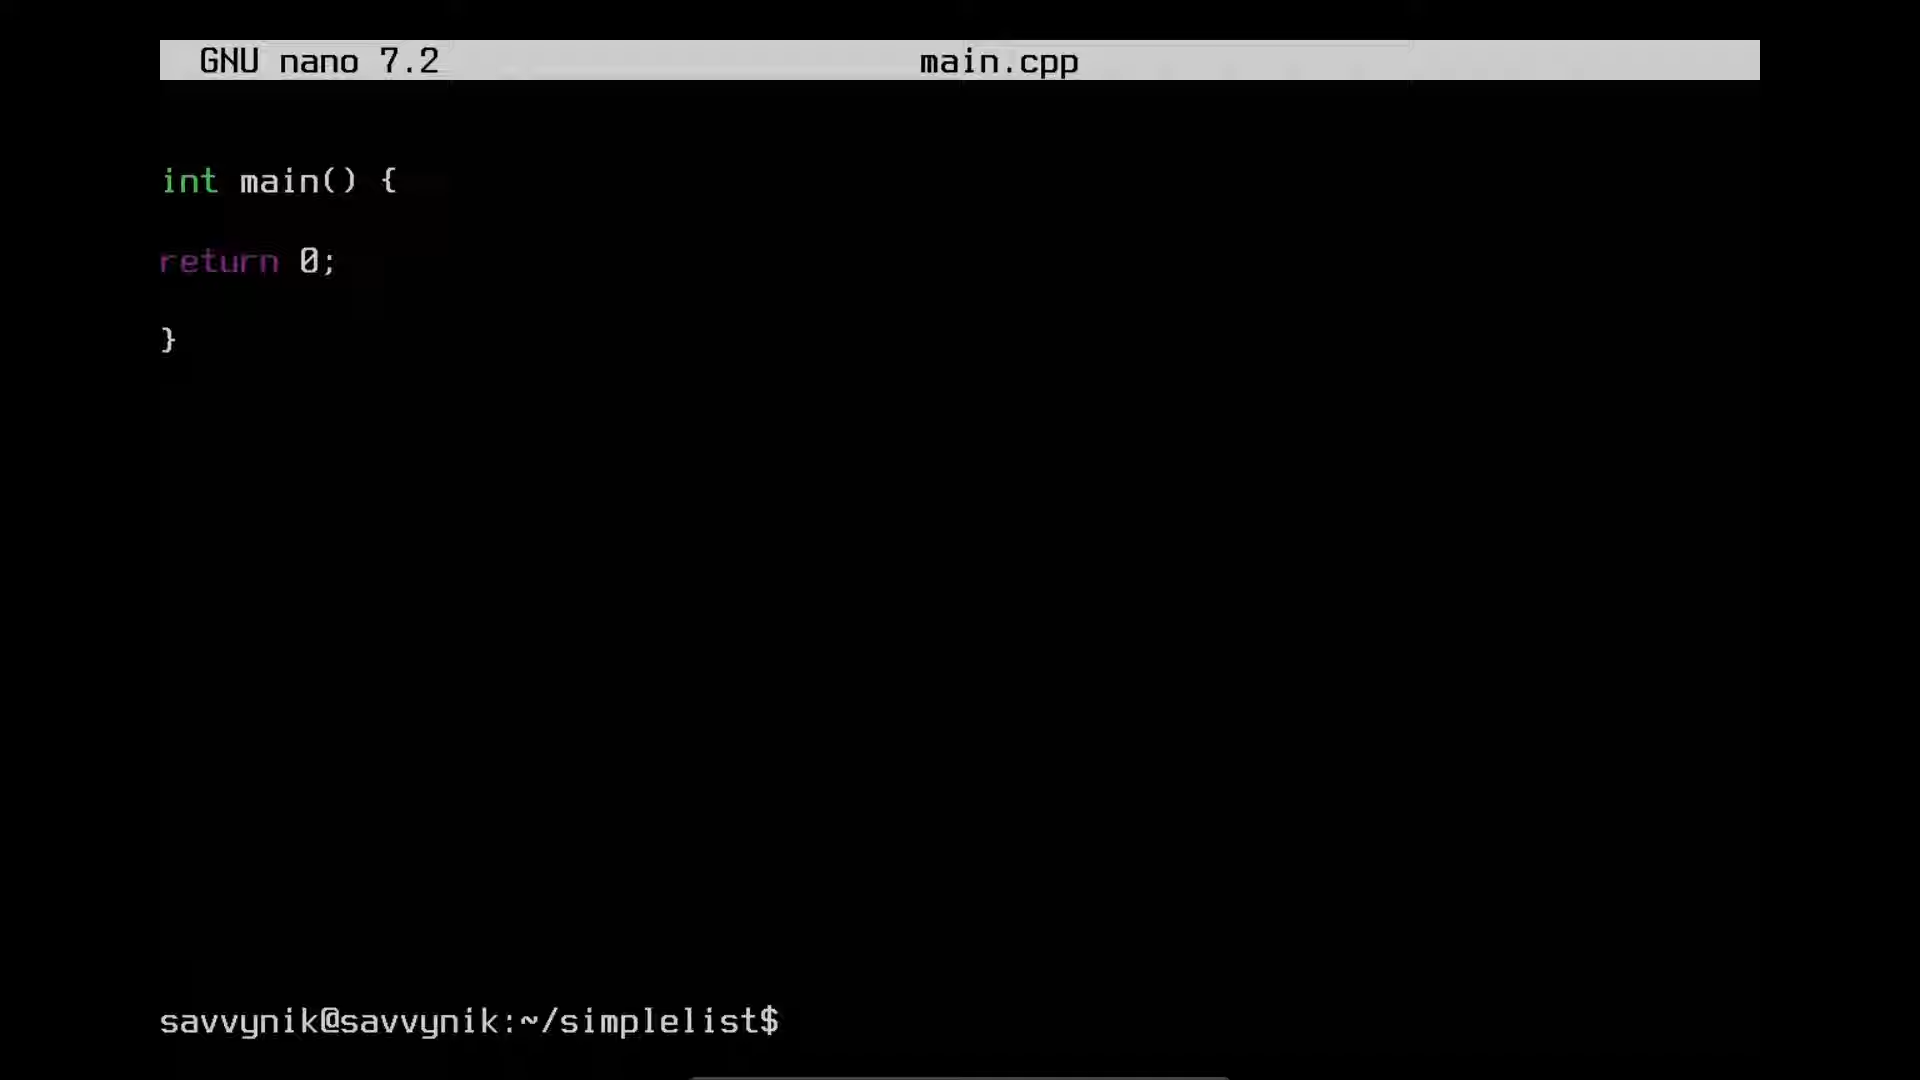 GNU nano 7.2 main.cpp
int main() {
return 0;
}
savvynik@savvynik:~/simplelist$